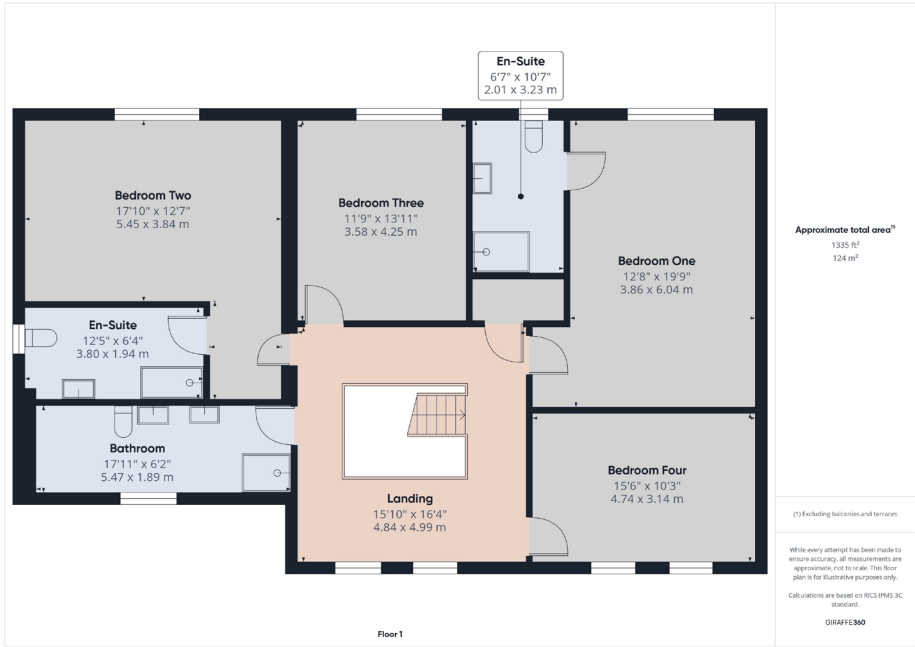 En-Suite
6'7" x 10'7"
2.01 x 3.23 m
Bedroom Two
17'10" x 12'7"
5.45 x 3.84 m
Bedroom Three
11'9" x 13'11"
3.58 x 4.25 m
Bedroom One
12'8" x 19'9"
3.86 x 6.04 m
En-Suite
12'5" x 6'4"
3.80 x 1.94 m
Bathroom
17'11" x 6'2"
5.47 x 1.89 m
Landing
15'10" x 16'4"
4.84 x 4.99 m
Bedroom Four
15'6" x 10'3"
4.74 x 3.14 m
Floor 1
Approximate total area⁽¹⁾
1335 ft²
124 m²
(1) Excluding balconies and terraces
While every attempt has been made to
ensure accuracy, all measurements are
approximate, not to scale. This floor
plan is for illustrative purposes only.
Calculations are based on RICS IPMS 3C
standard.
GIRAFFE360